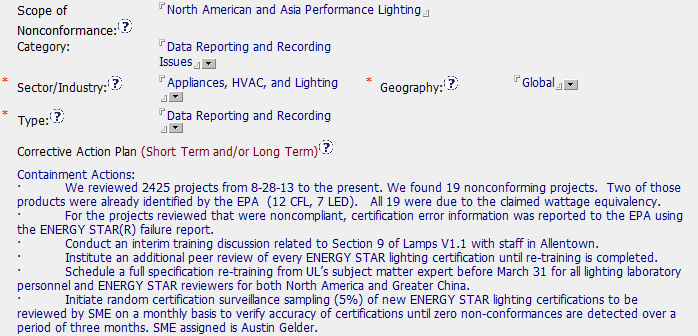 Scope of
Nonconformance: ? North American and Asia Performance Lighting
Category: Data Reporting and Recording
Issues
* Sector/Industry: ? Appliances, HVAC, and Lighting * Geography: ? Global
* Type: ? Data Reporting and Recording
Corrective Action Plan (Short Term and/or Long Term) ?
Containment Actions:
· We reviewed 2425 projects from 8-28-13 to the present. We found 19 nonconforming projects. Two of those
products were already identified by the EPA (12 CFL, 7 LED). All 19 were due to the claimed wattage equivalency.
· For the projects reviewed that were noncompliant, certification error information was reported to the EPA using
the ENERGY STAR(R) failure report.
· Conduct an interim training discussion related to Section 9 of Lamps V1.1 with staff in Allentown.
· Institute an additional peer review of every ENERGY STAR lighting certification until re-training is completed.
· Schedule a full specification re-training from UL's subject matter expert before March 31 for all lighting laboratory
personnel and ENERGY STAR reviewers for both North America and Greater China.
· Initiate random certification surveillance sampling (5%) of new ENERGY STAR lighting certifications to be
reviewed by SME on a monthly basis to verify accuracy of certifications until zero non-conformances are detected over a
period of three months. SME assigned is Austin Gelder.